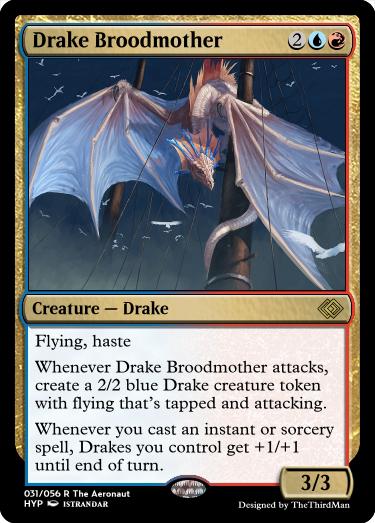 Drake Broodmother 2
Creature — Drake
Flying, haste
Whenever Drake Broodmother attacks,
create a 2/2 blue Drake creature token
with flying that's tapped and attacking.
Whenever you cast an instant or sorcery
spell, Drakes you control get +1/+1
until end of turn.
3/3
031/056 R The Aeronaut
HYP ISTRANDAR
Designed by TheThirdMan